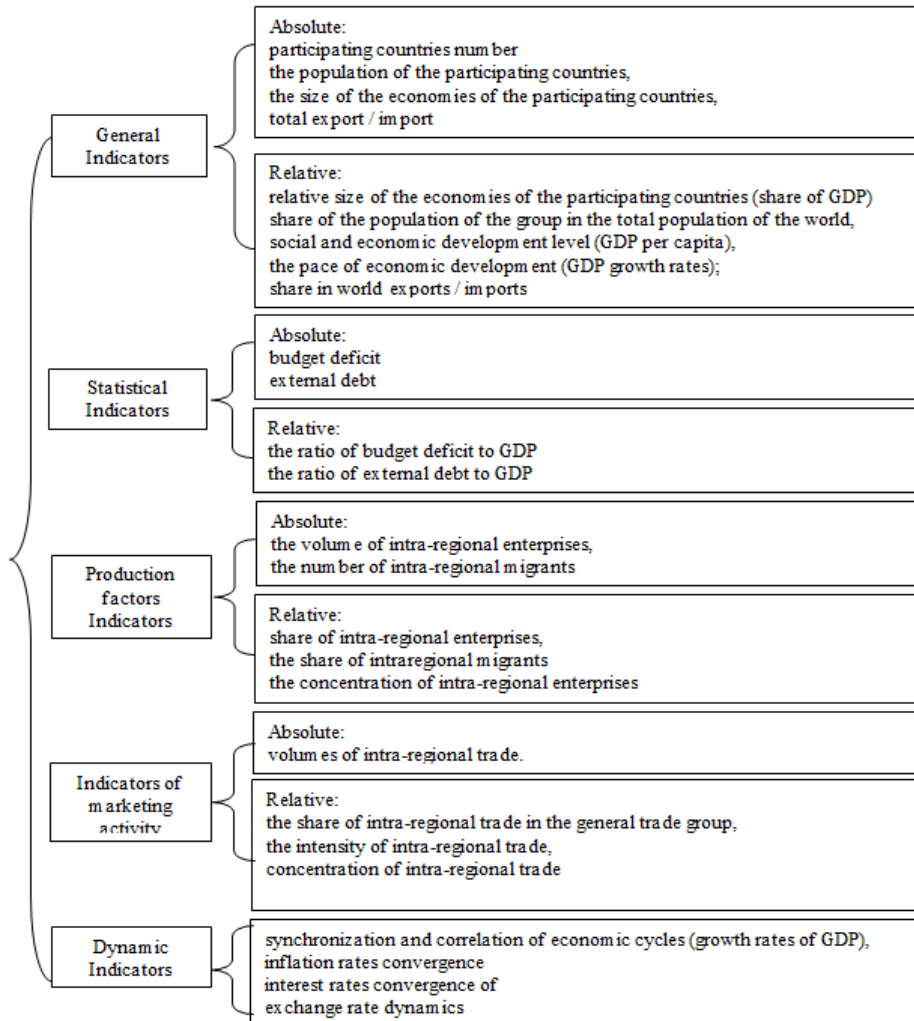 General
Indicators
Absolute:
participating countries number
the population of the participating countries,
the size of the economies of the participating countries,
total export / import
Relative:
relative size of the economies of the participating countries (share of GDP)
share of the population of the group in the total population of the world,
social and economic development level (GDP per capita),
the pace of economic development (GDP growth rates);
share in world exports / imports
Statistical
Indicators
Absolute:
budget deficit
external debt
Relative:
the ratio of budget deficit to GDP
the ratio of external debt to GDP
Production
factors
Indicators
Absolute:
the volume of intra-regional enterprises,
the number of intra-regional migrants
Relative:
share of intra-regional enterprises,
the share of intraregional migrants
the concentration of intra-regional enterprises
Indicators of
marketing
activity
Absolute:
volumes of intra-regional trade.
Relative:
the share of intra-regional trade in the general trade group,
the intensity of intra-regional trade,
concentration of intra-regional trade
Dynamic
Indicators
synchronization and correlation of economic cycles (growth rates of GDP),
inflation rates convergence
interest rates convergence of
exchange rate dynamics